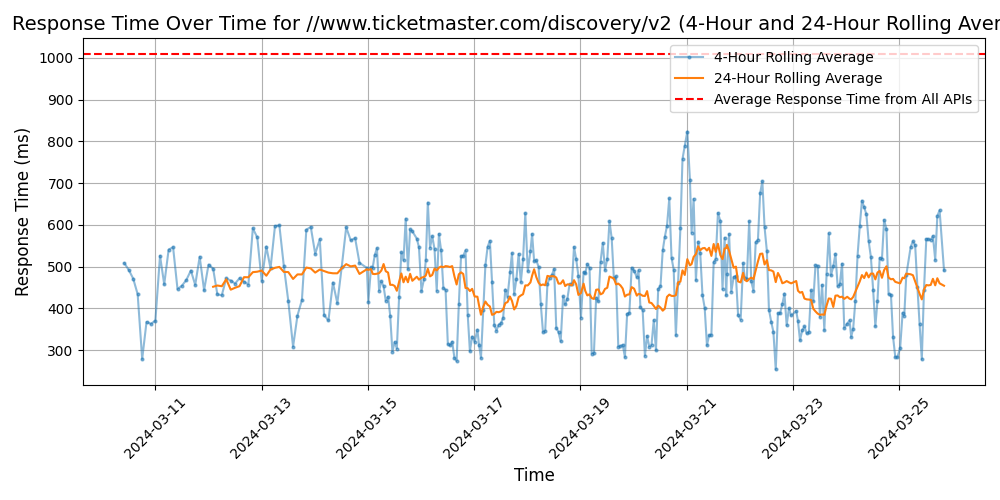 Response Time Over Time for //www.ticketmaster.com/discovery/v2 (4-Hour and 24-Hour Rolling Aver
4-Hour Rolling Average
24-Hour Rolling Average
Average Response Time from All APIs
Response Time (ms)
1000
900
800
700
600
500
400
300
2024-03-11
2024-03-13
2024-03-15
2024-03-17
2024-03-19
2024-03-21
2024-03-23
2024-03-25
Time